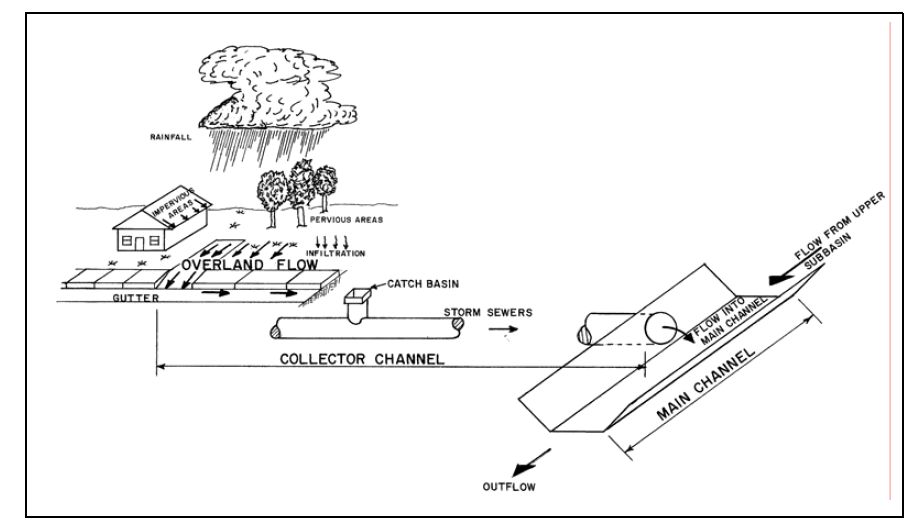 RAINFALL
IMPERVIOUS
AREAS
PERVIOUS AREAS
INFILTRATION
OVERLAND FLOW
GUTTER
CATCH BASIN
STORM SEWERS
COLLECTOR CHANNEL
FLOW FROM UPPER
SUBBASIN
FLOW INTO
MAIN CHANNEL
MAIN CHANNEL
OUTFLOW